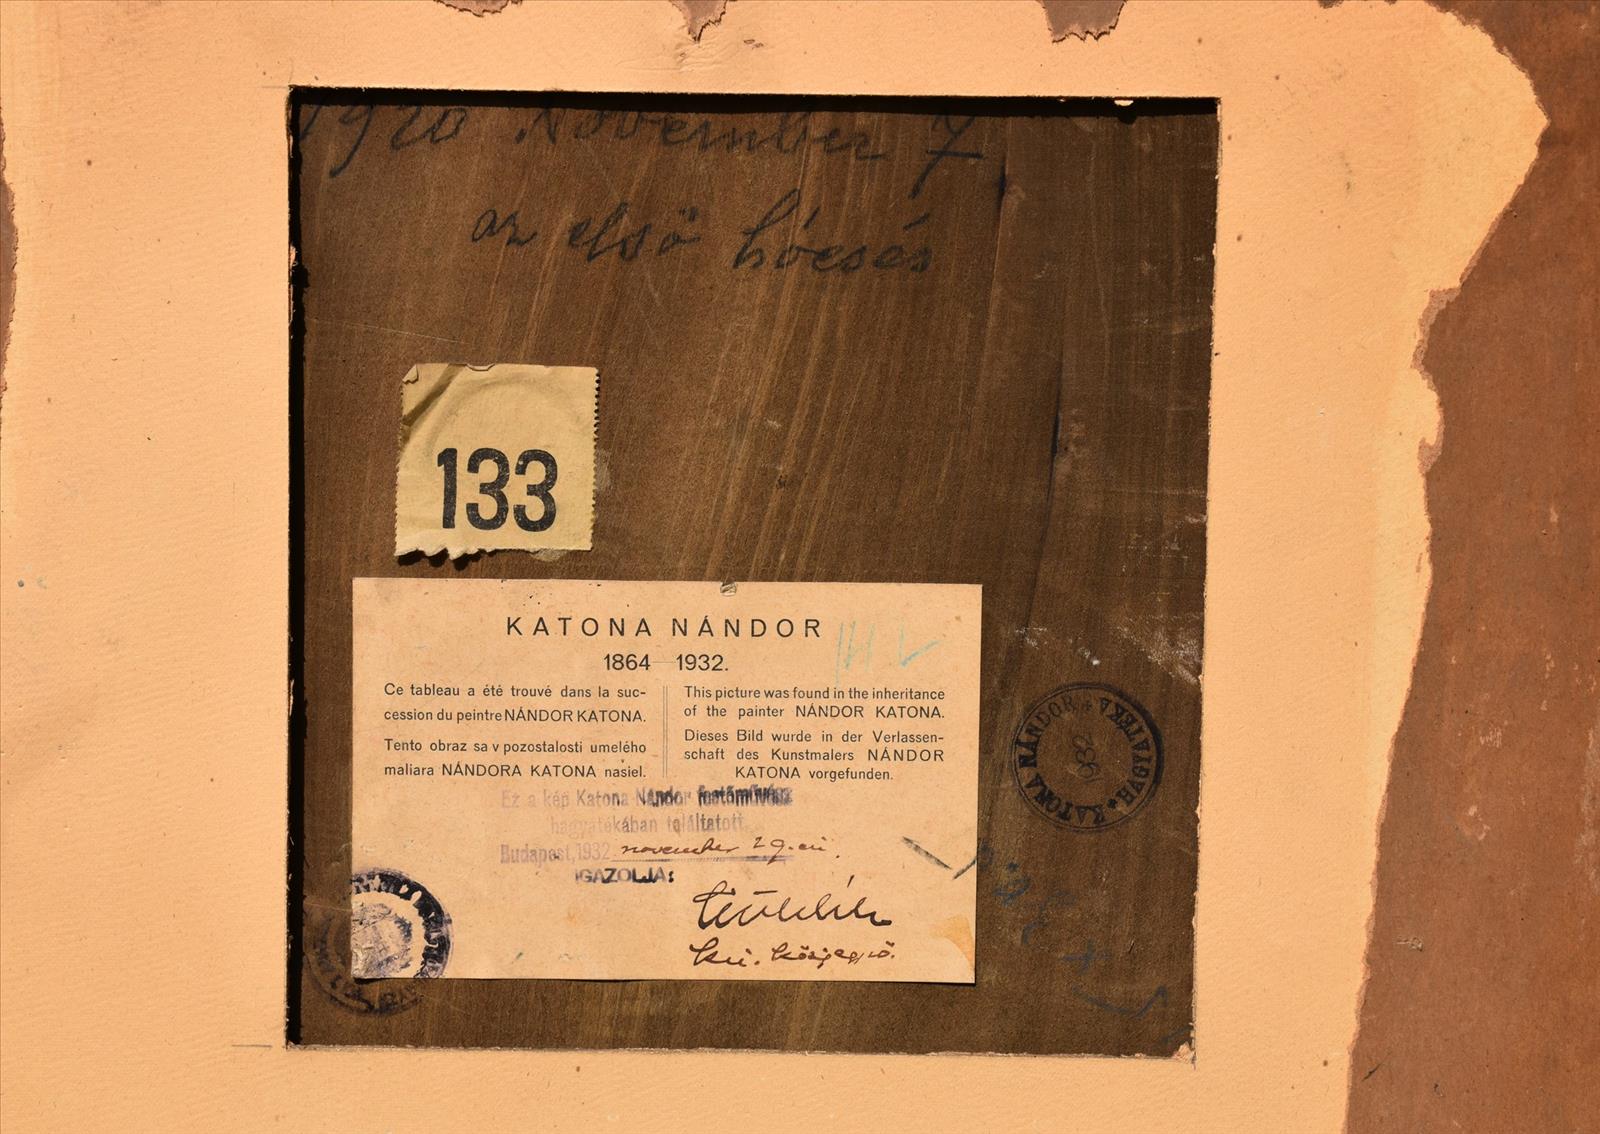 1920 November 7
az első hóesés
133
KATONA NÁNDOR
1864 1932.
Ce tableau a été trouvé dans la suc-
cession du peintre NÁNDOR KATONA.
Tento obraz sa v pozostalosti umelého
maliara NÁNDORA KATONA nasiel.
This picture was found in the inheritance
of the painter NÁNDOR KATONA.
Dieses Bild wurde in der Verlassen-
schaft des Kunstmalers NÁNDOR
KATONA vorgefunden.
Ez a kép Katona Nándor festőművész
hagyatékában találtatott.
Budapest, 1932 november 29.én.
IGAZOLJA:
kir. közjegyző.
KATONA NÁNDOR * HAGYATÉKA
1932